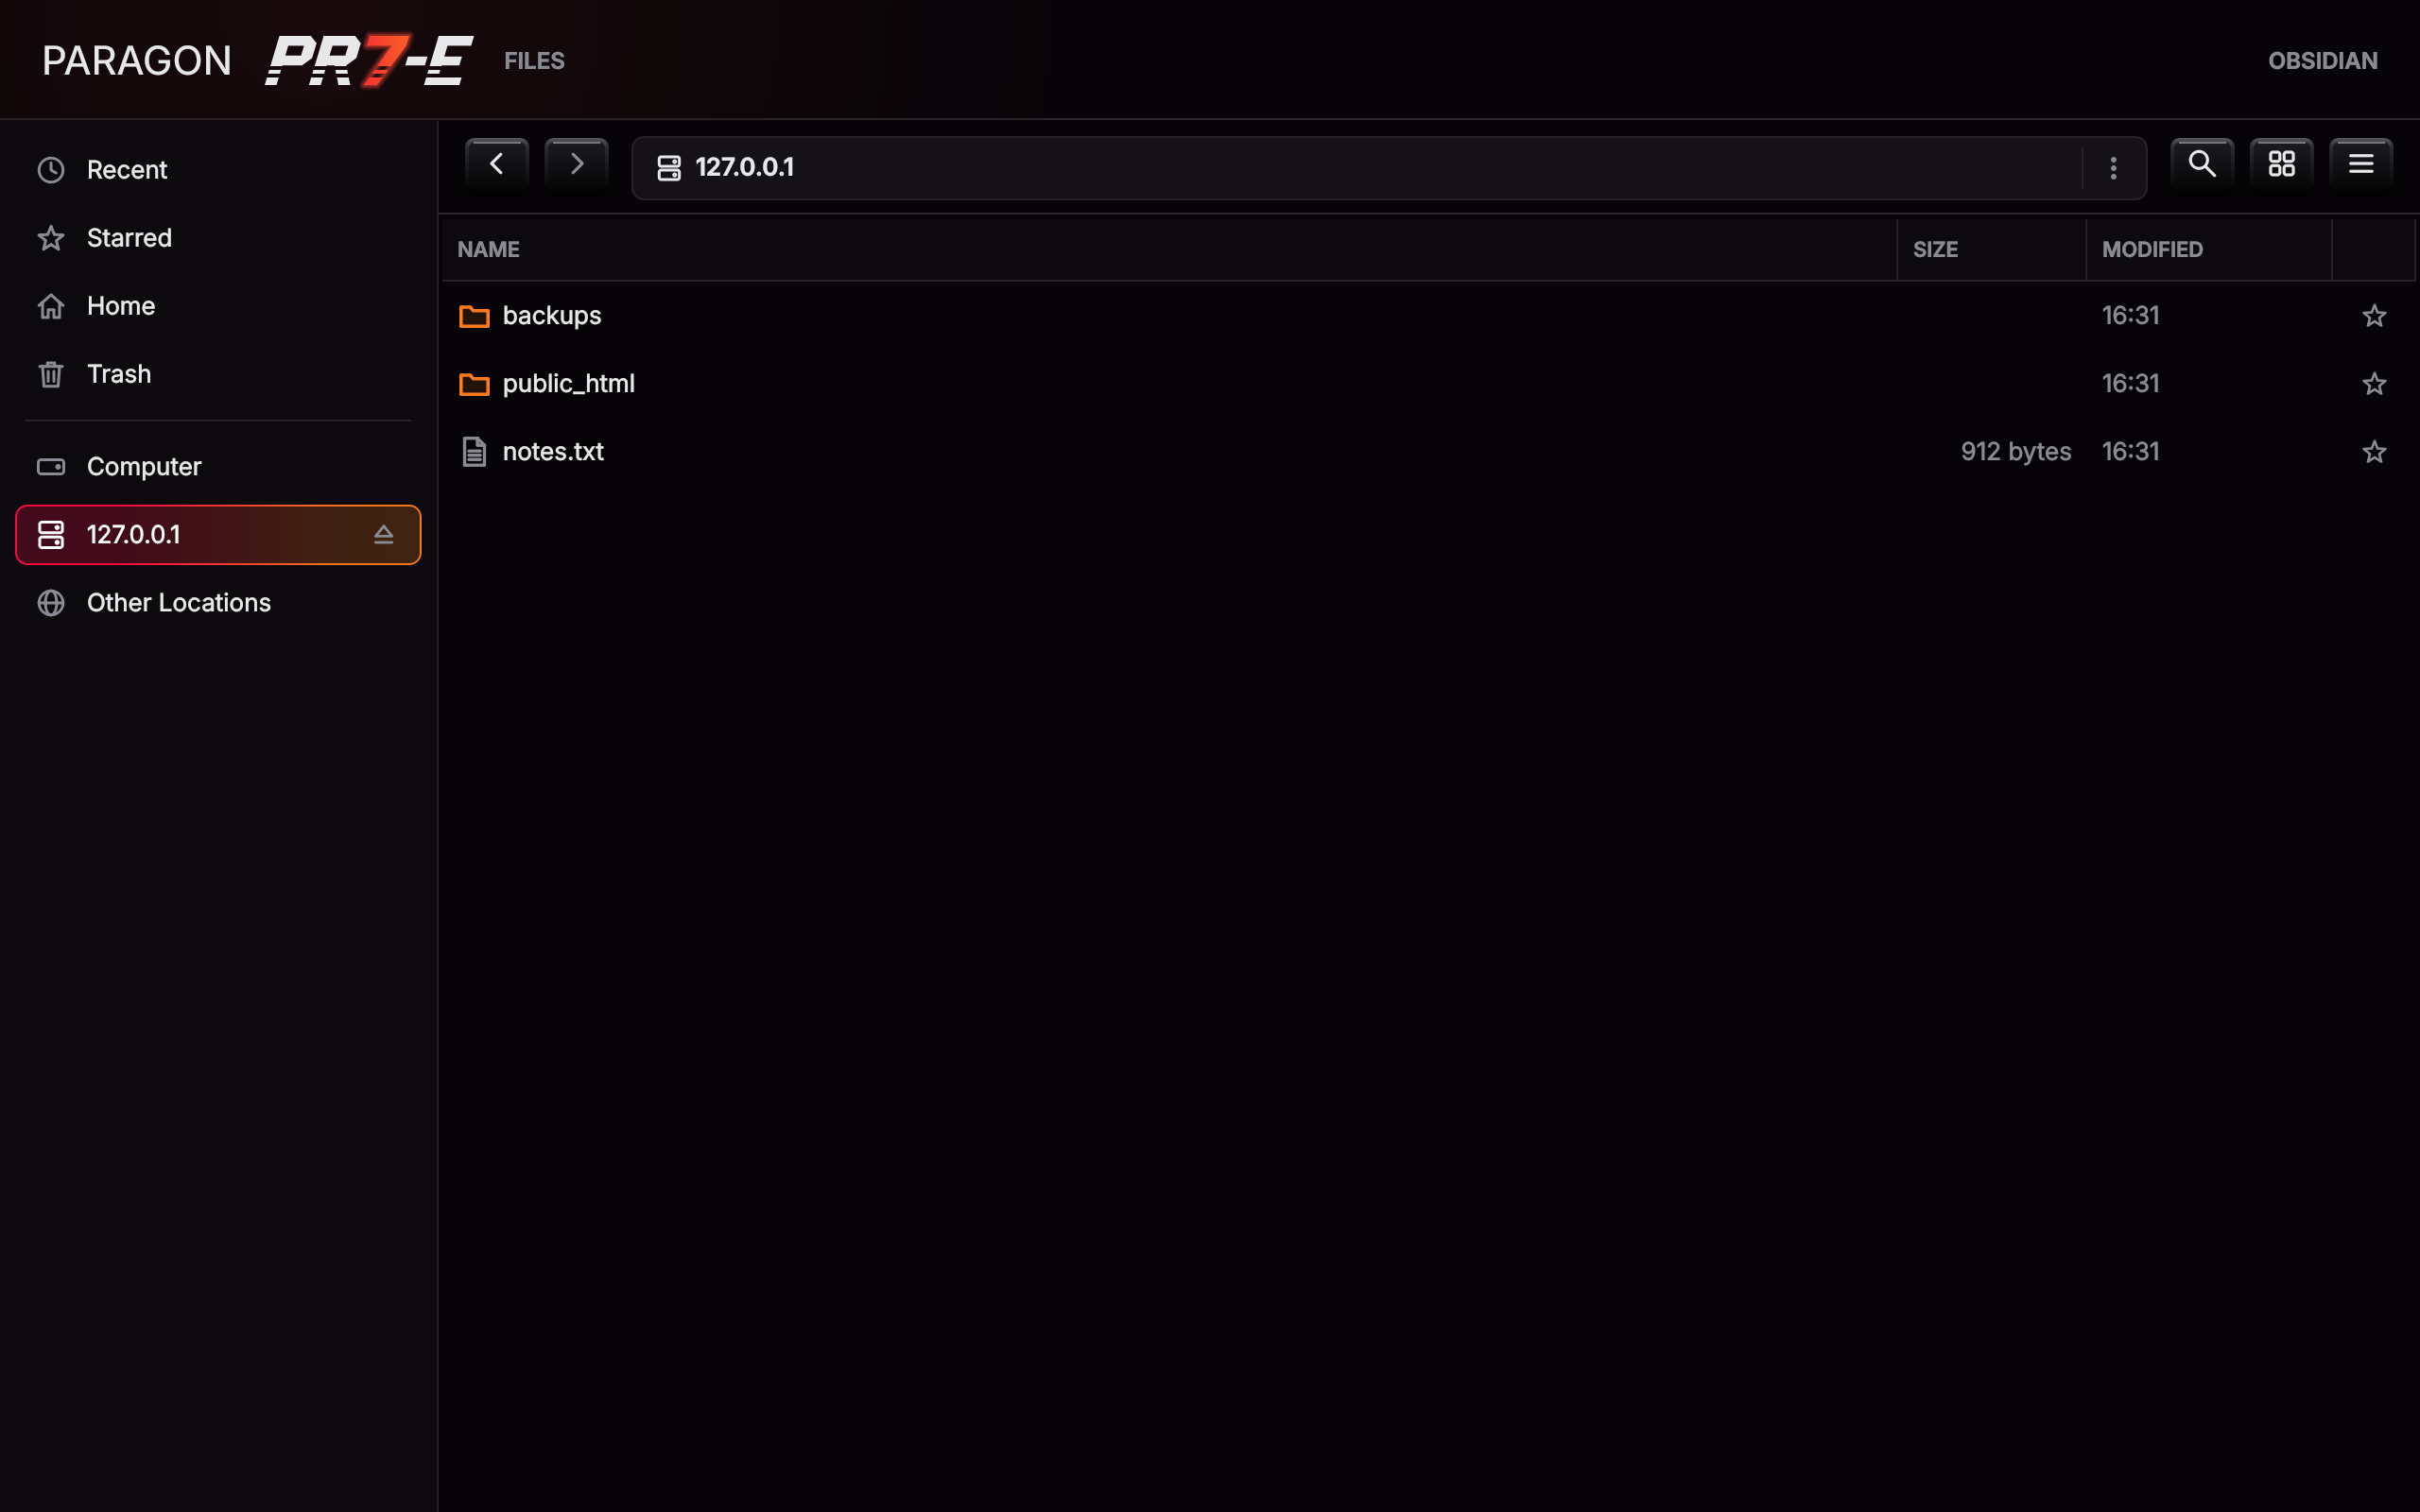 PARAGON PR7-E FILES OBSIDIAN
Recent
Starred
Home
Trash
Computer
127.0.0.1
Other Locations
127.0.0.1
NAME SIZE MODIFIED
backups 16:31
public_html 16:31
notes.txt 912 bytes 16:31